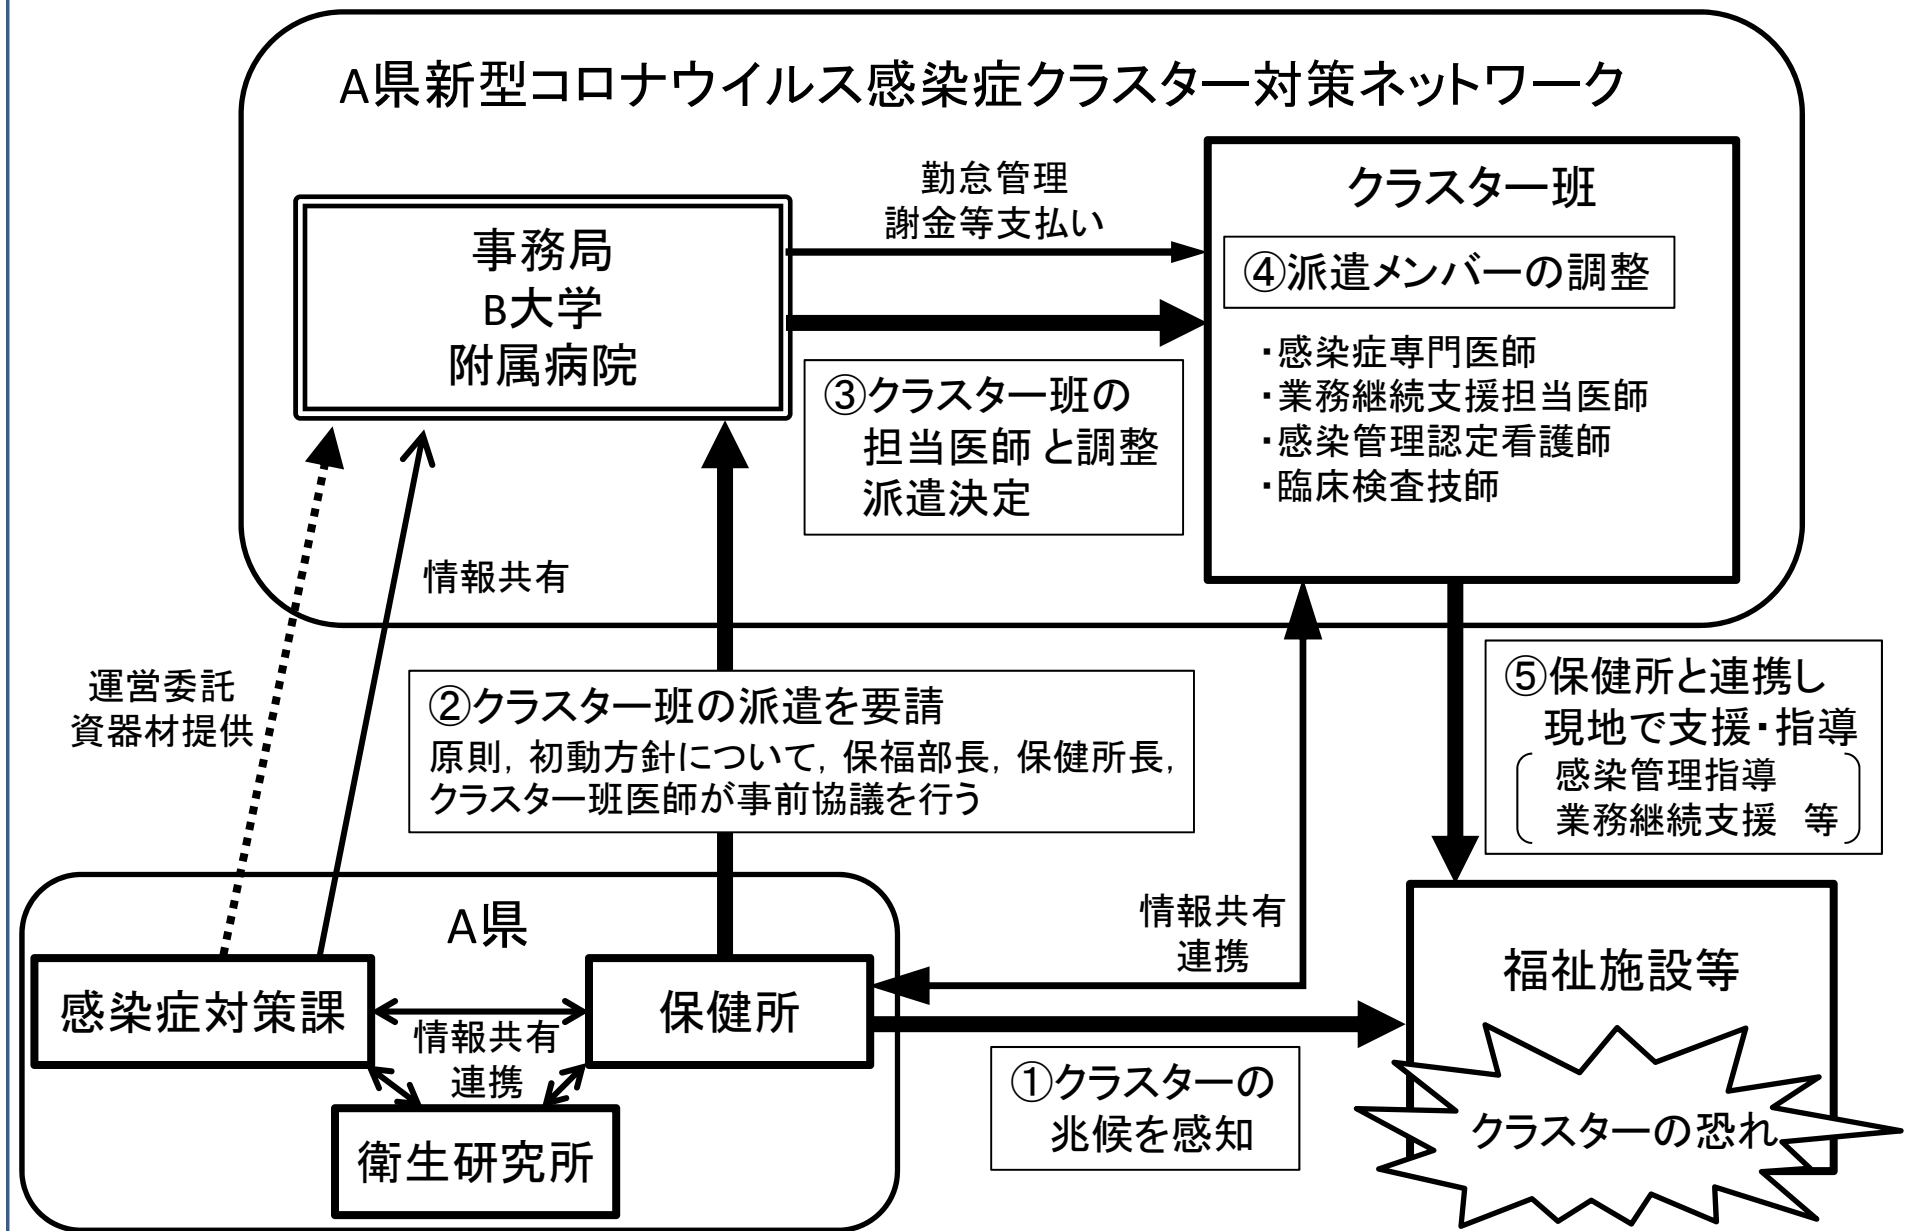 A県新型コロナウイルス感染症クラスター対策ネットワーク
事務局
B大学
附属病院
勤怠管理
謝金等支払い
クラスター班
④派遣メンバーの調整
・感染症専門医師
・業務継続支援担当医師
・感染管理認定看護師
・臨床検査技師
③クラスター班の
担当医師と調整
派遣決定
情報共有
運営委託
資器材提供
②クラスター班の派遣を要請
原則，初動方針について，保福部長，保健所長，
クラスター班医師が事前協議を行う
⑤保健所と連携し
現地で支援・指導
感染管理指導
業務継続支援　等
A県
感染症対策課
情報共有
連携
保健所
衛生研究所
情報共有
連携
①クラスターの
兆候を感知
福祉施設等
クラスターの恐れ